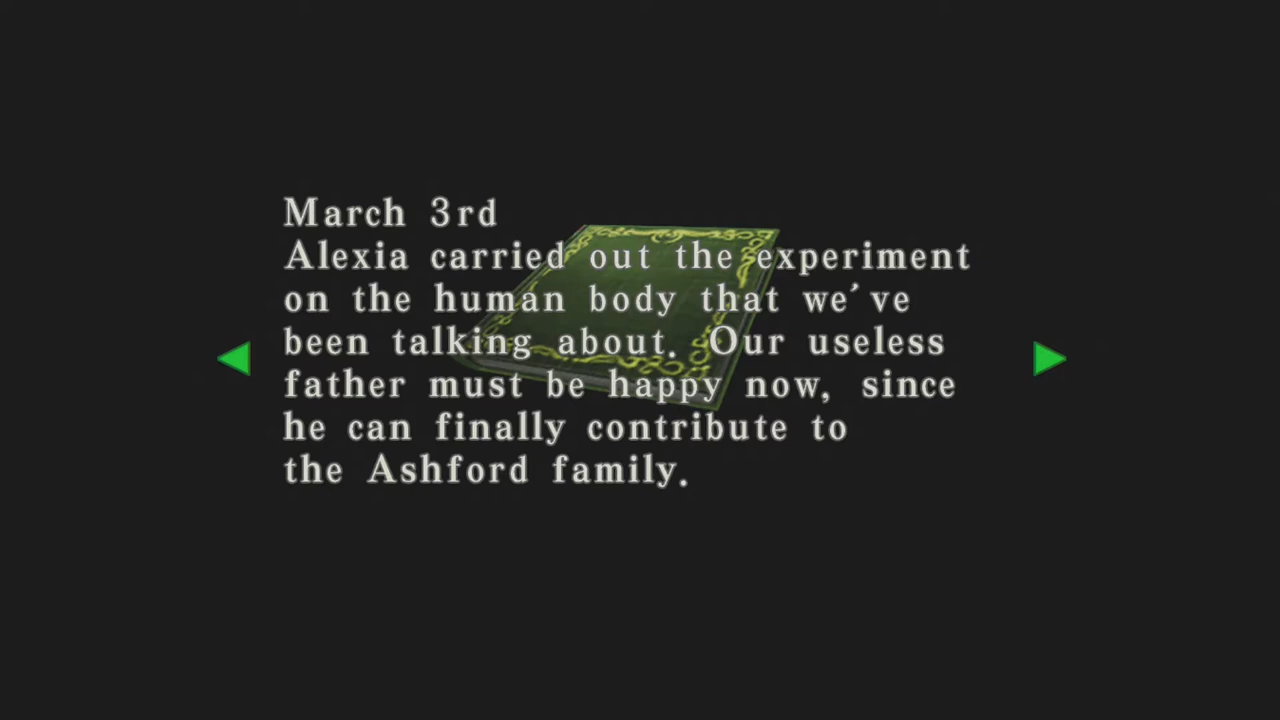 March 3rd
Alexia carried out the experiment
on the human body that we've
been talking about. Our useless
father must be happy now, since
he can finally contribute to
the Ashford family.